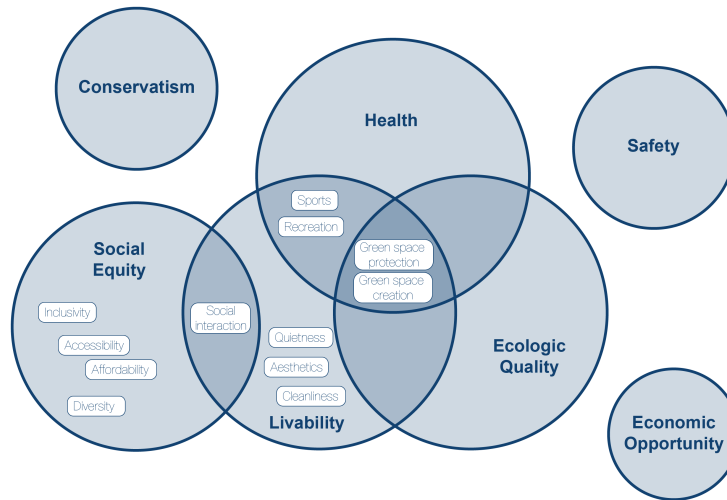 Conservatism
Health
Safety
Sports
Recreation
Social
Equity
Green space
protection
Green space
creation
Inclusivity
Social
interaction
Accessibility
Quietness
Ecologic
Quality
Affordability
Aesthetics
Cleanliness
Diversity
Livability
Economic
Opportunity